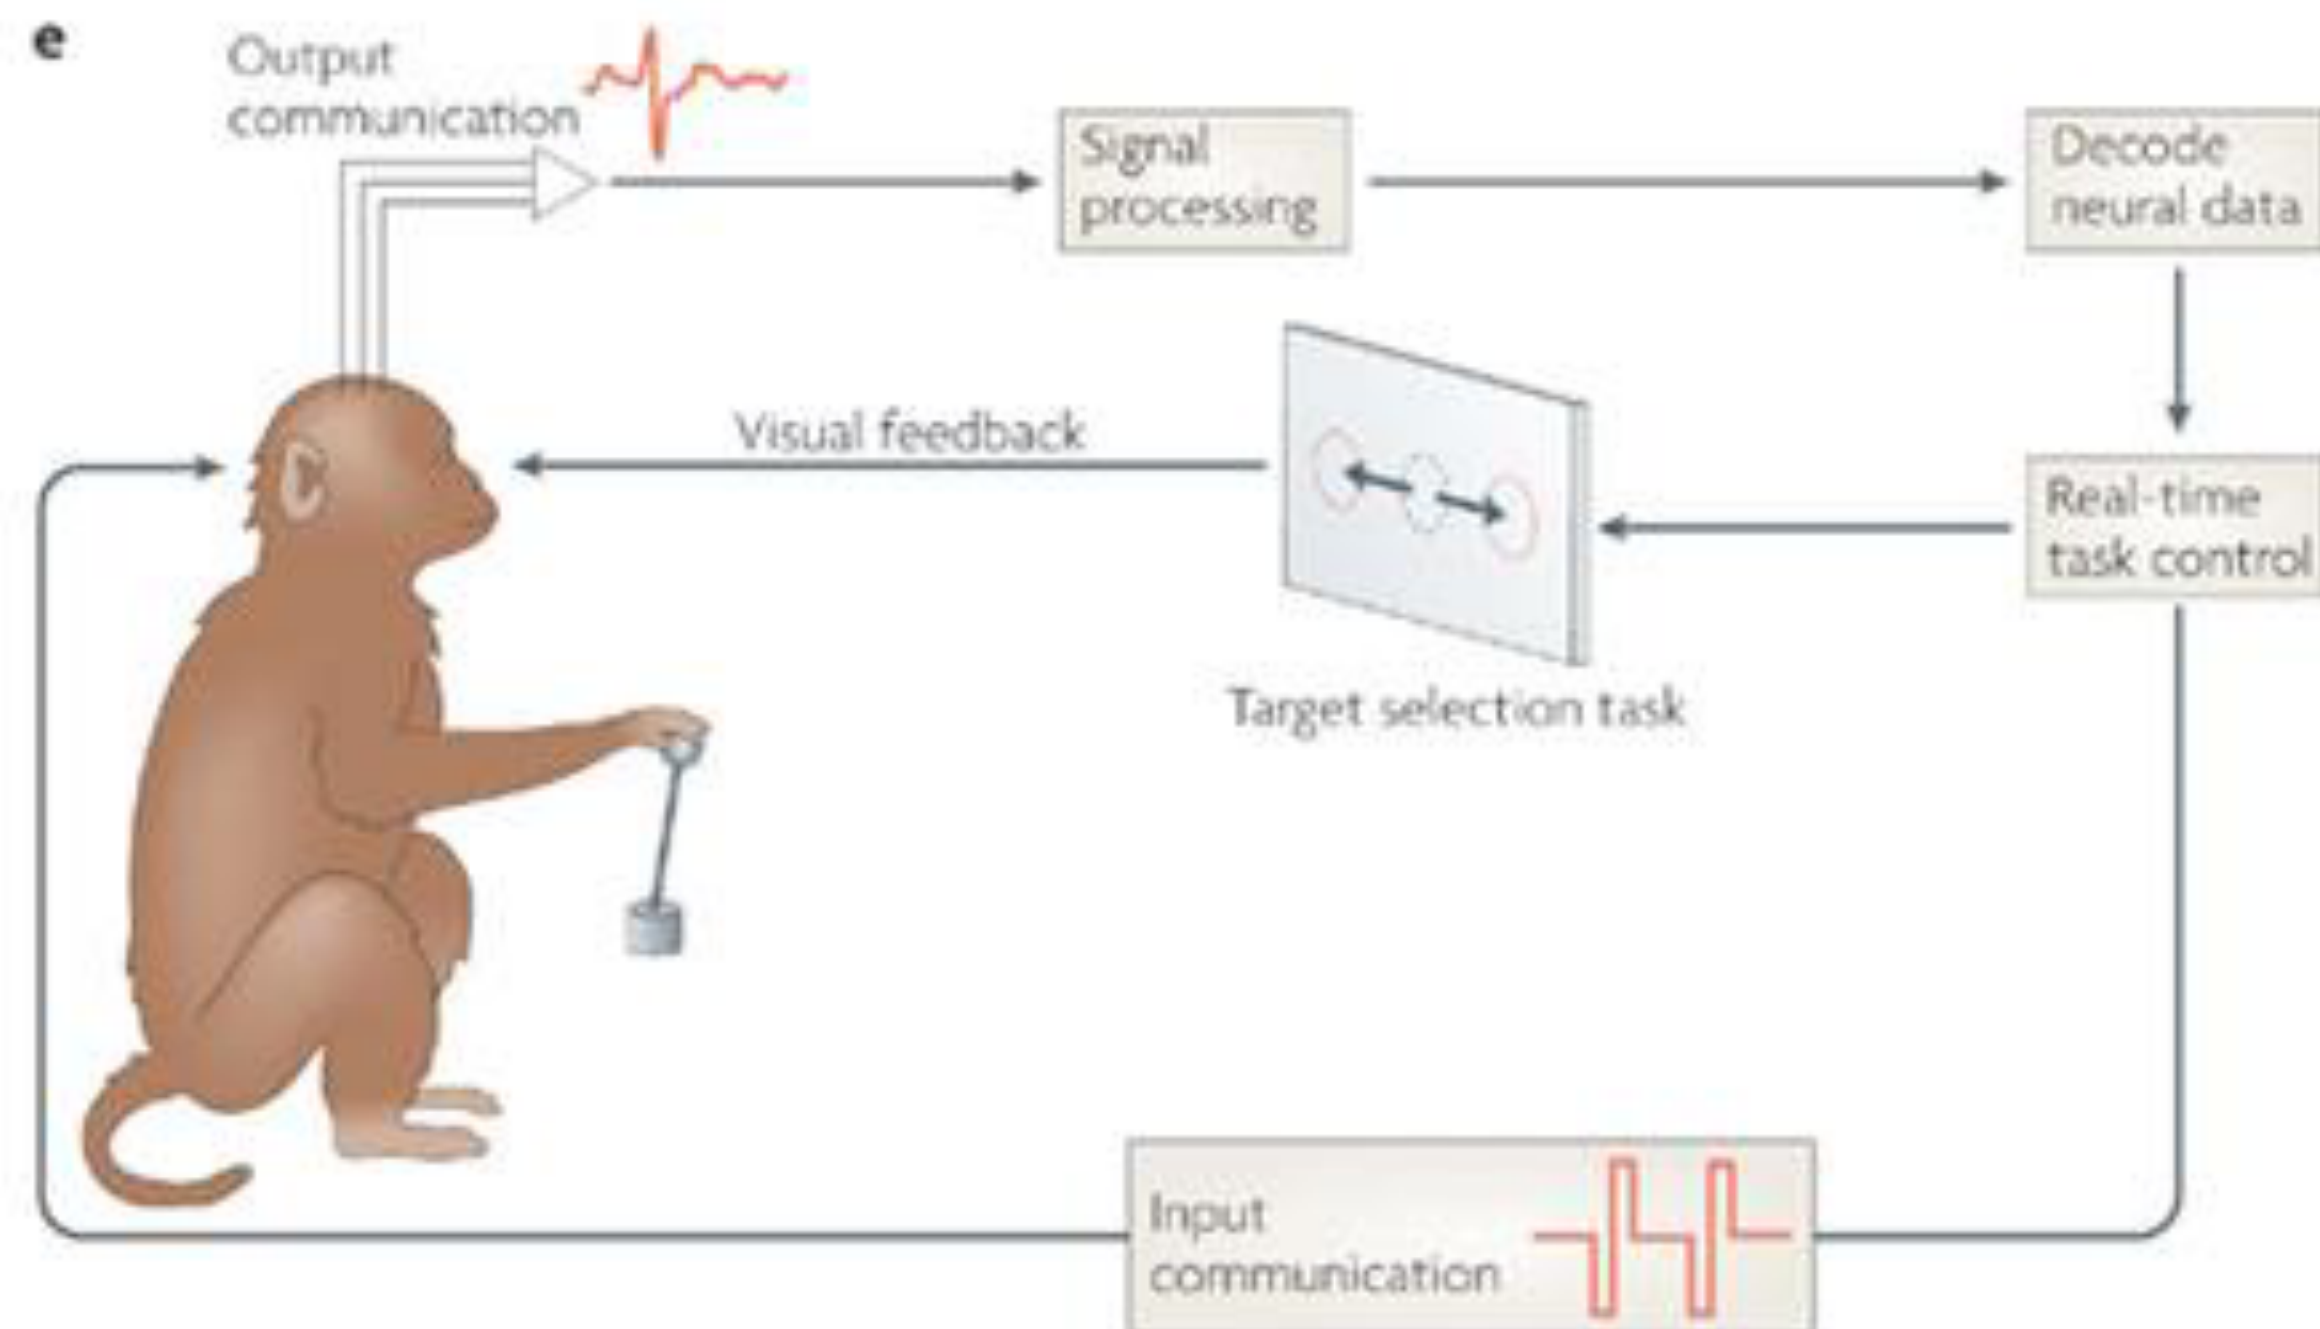 e
Output
communication
Signal
processing
Decode
neural data
Visual feedback
Real-time
task control
Target selection task
Input
communication